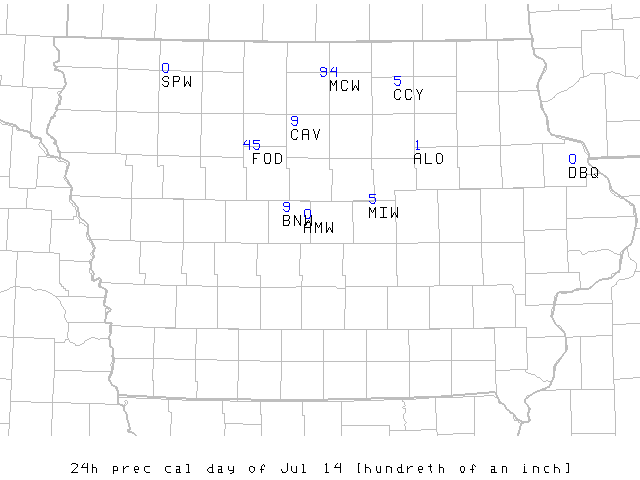 0
SPW
94
MCW
5
CCY
9
CAV
45
FOD
1
ALO
0
DBQ
9
BNW
0
AMW
5
MIW
24h prec cal day of Jul 14 [hundreth of an inch]